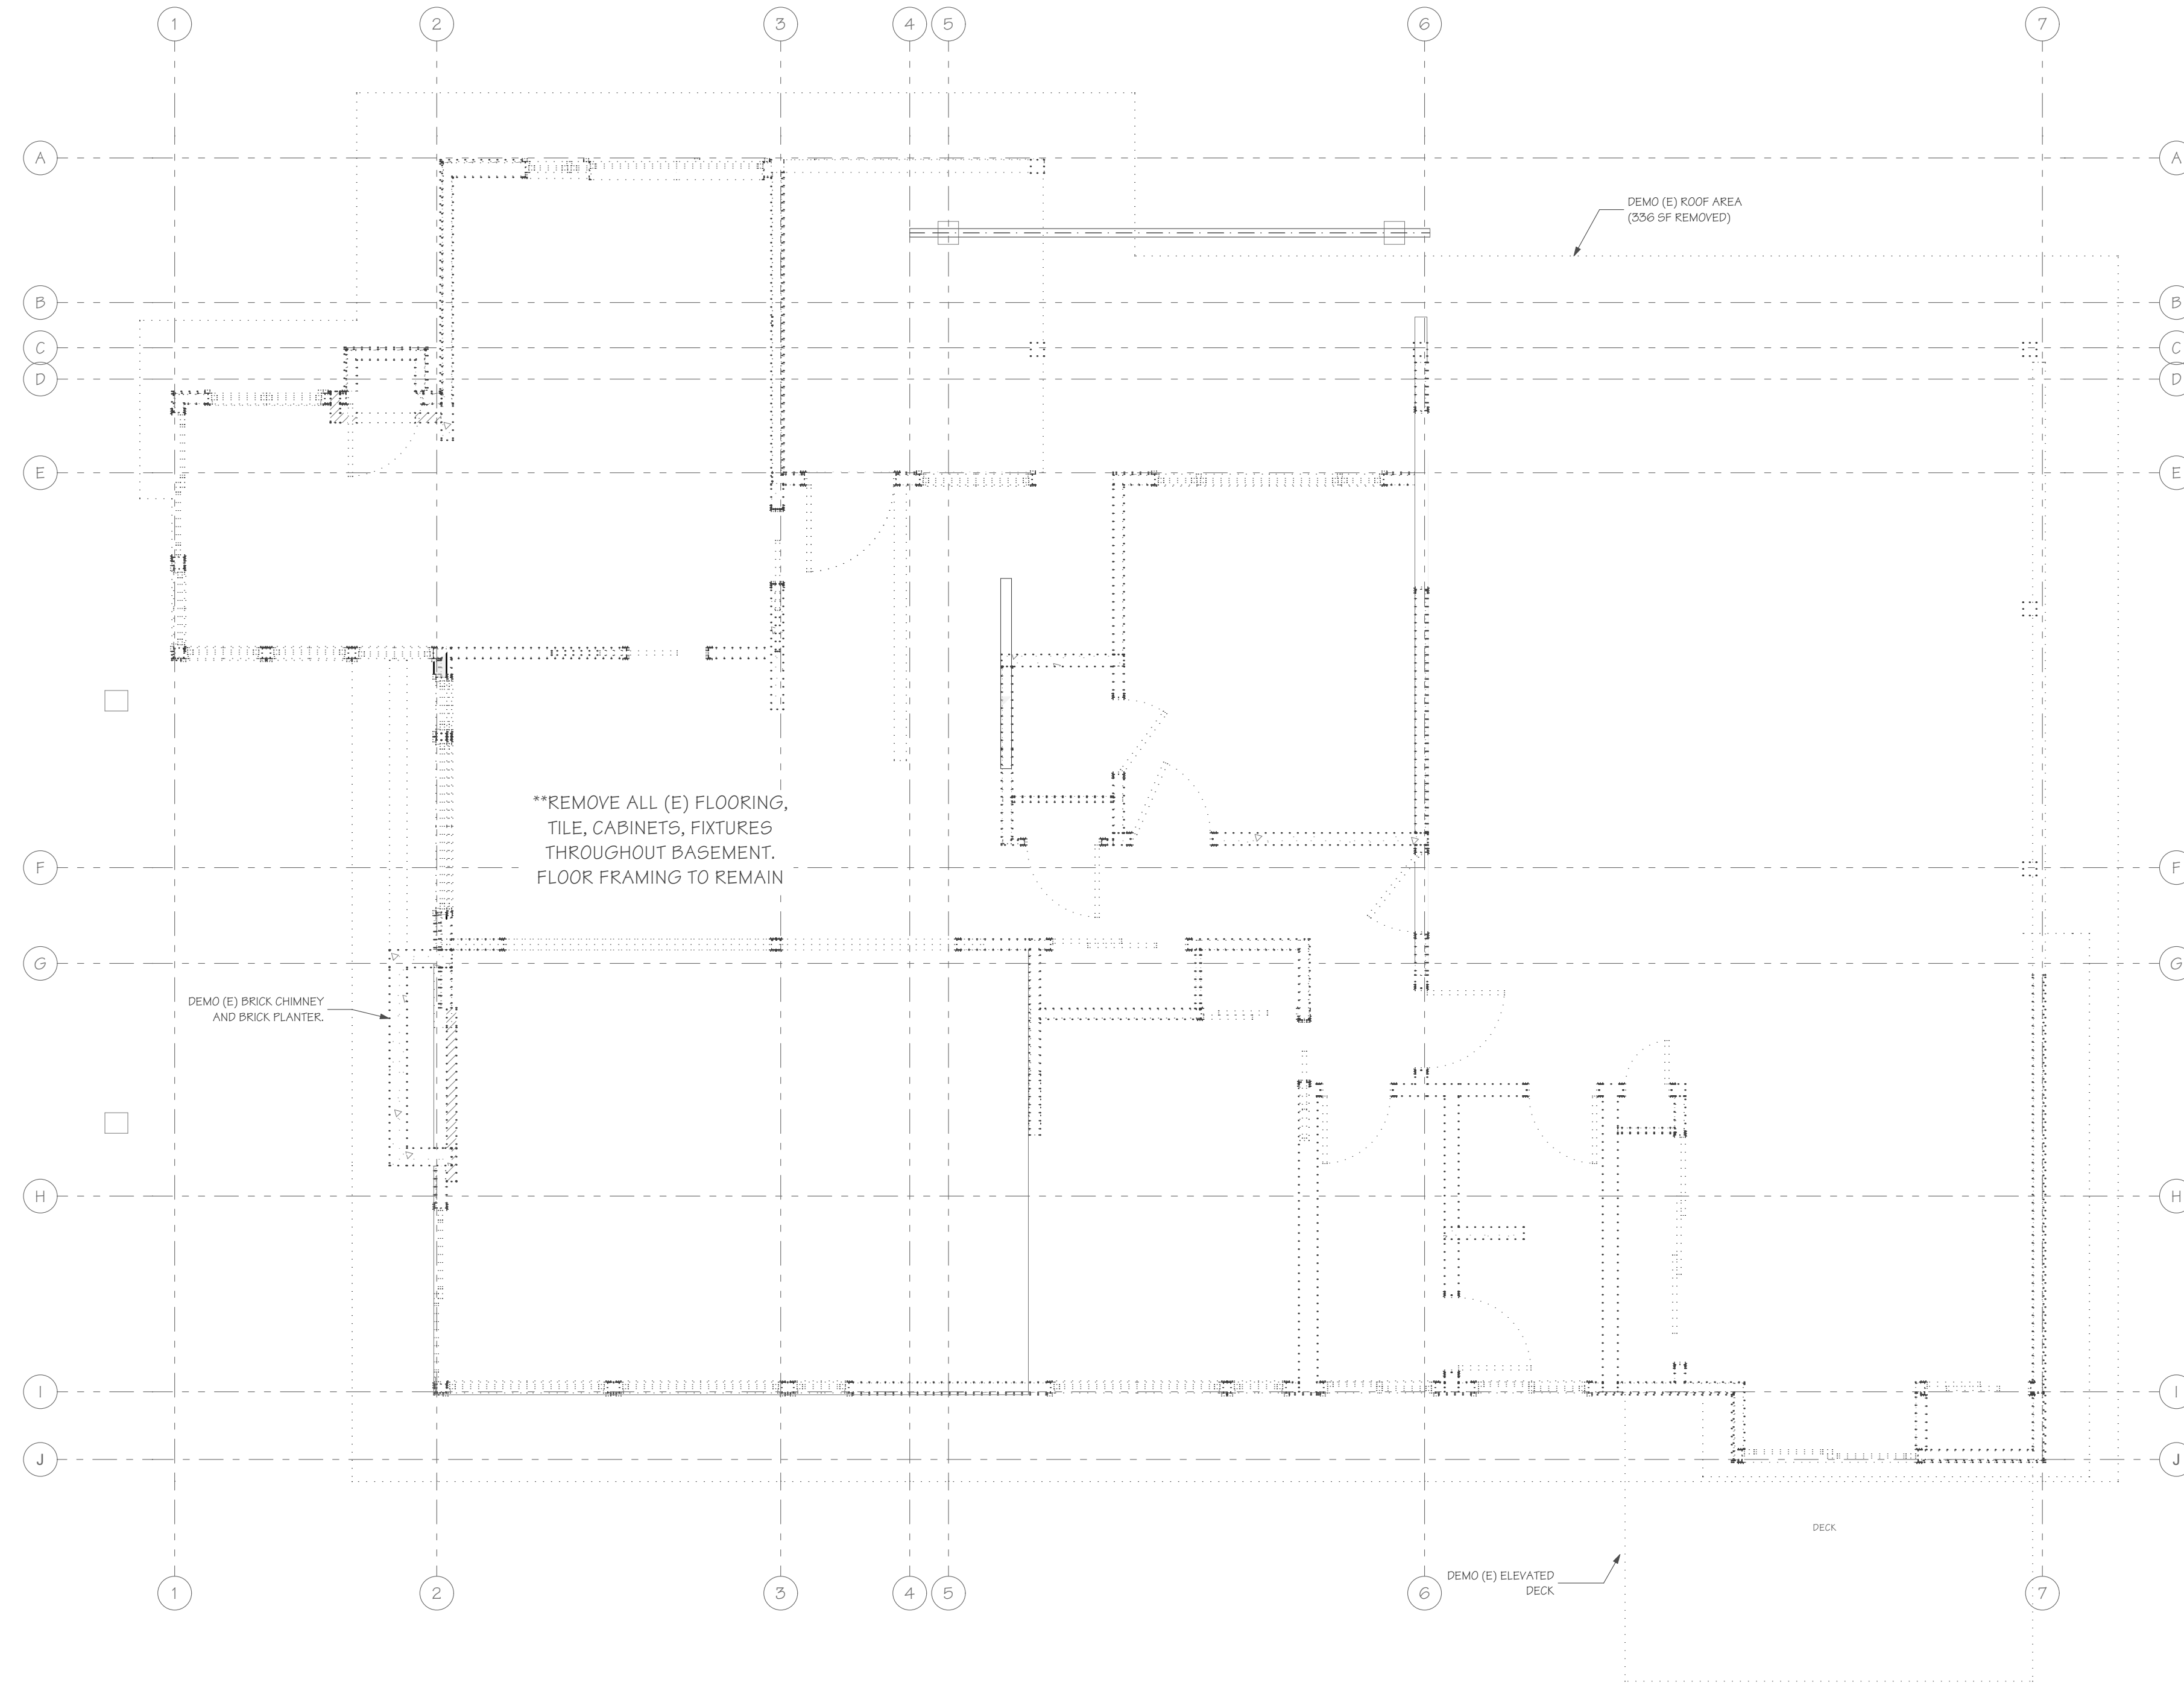 1 2 3 4 5 6 7
A A
DEMO (E) ROOF AREA
(336 SF REMOVED)
B B
C C
D D
E E
**REMOVE ALL (E) FLOORING,
TILE, CABINETS, FIXTURES
THROUGHOUT BASEMENT.
FLOOR FRAMING TO REMAIN
F F
G G
DEMO (E) BRICK CHIMNEY
AND BRICK PLANTER.
H H
I I
J J
DECK
DEMO (E) ELEVATED
DECK
1 2 3 4 5 6 7